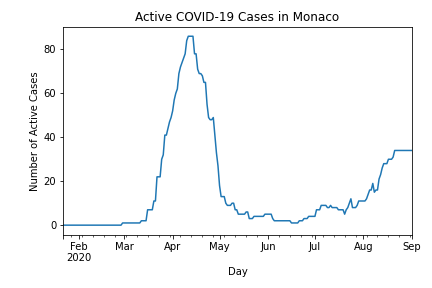 Active COVID-19 Cases in Monaco
Number of Active Cases
80
60
40
20
0
Feb Mar Apr May Jun Jul Aug Sep
2020
Day